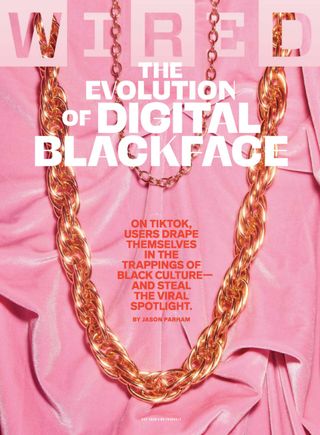 WIRED
THE
EVOLUTION
OF DIGITAL
BLACKFACE
ON TIKTOK,
USERS DRAPE
THEMSELVES
IN THE
TRAPPINGS OF
BLACK CULTURE—
AND STEAL
THE VIRAL
SPOTLIGHT.
BY JASON PARHAM